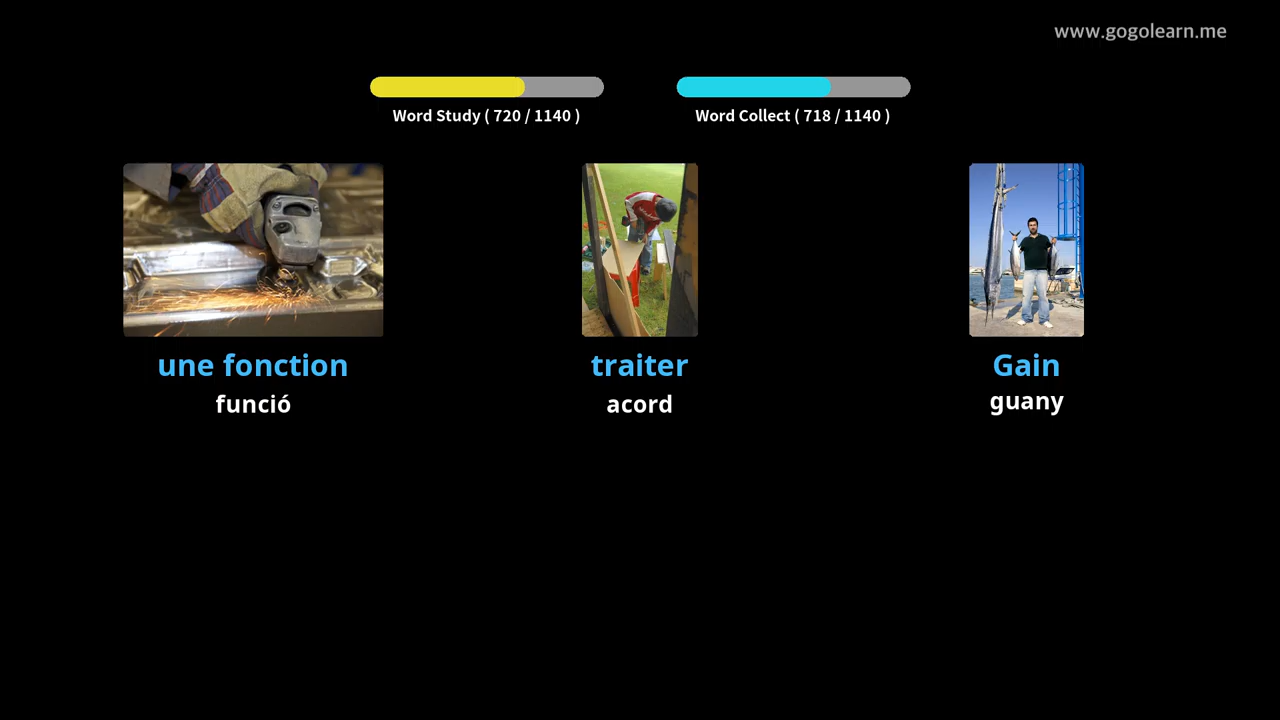 www.gogolearn.me
Word Study ( 720 / 1140 )
Word Collect ( 718 / 1140 )
une fonction
funció
traiter
acord
Gain
guany